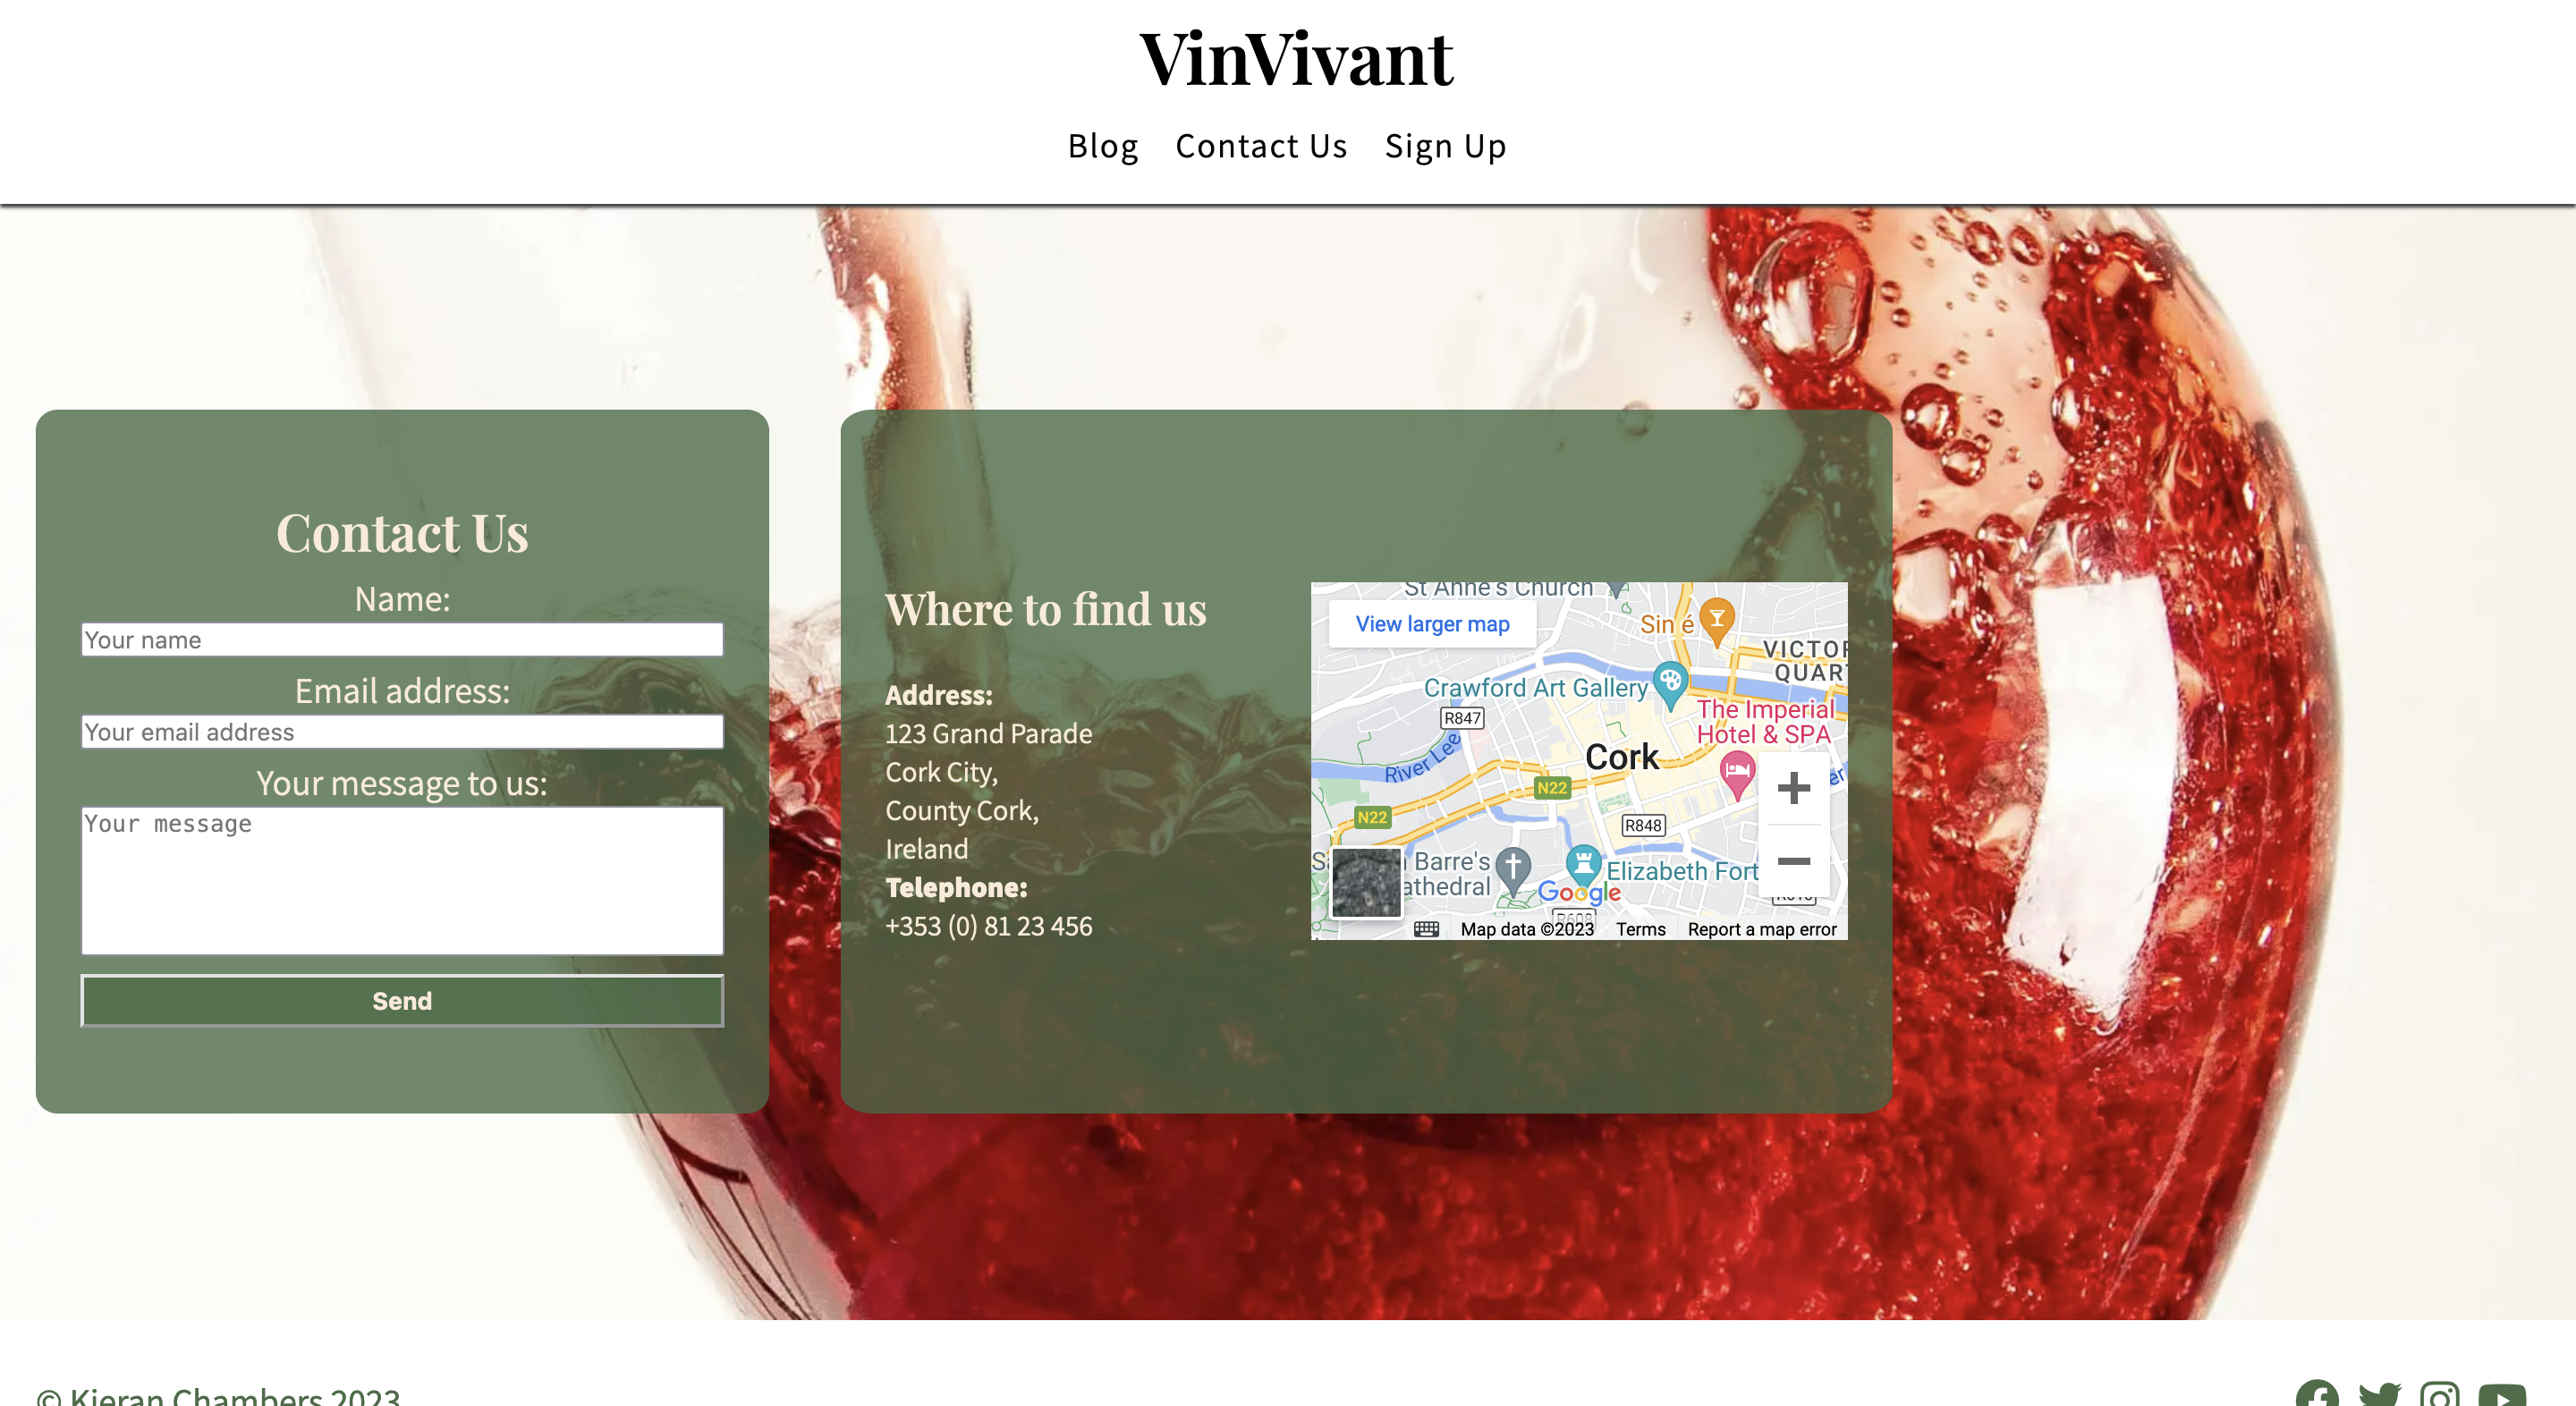 VinVivant
Blog Contact Us Sign Up
Contact Us
Name:
Your name
Email address:
Your email address
Your message to us:
Your message
Send
Where to find us
Address:
123 Grand Parade
Cork City,
County Cork,
Ireland
Telephone:
+353 (0) 81 23 456
St Anne's Church
View larger map
Sin é
VICTOR
QUAR
Crawford Art Gallery
R847
The Imperial
Hotel & SPA
River Lee
Cork
N22
N22
R848
Barre's
athedral
Elizabeth Fort
Google
R608
Map data ©2023 Terms Report a map error
© Kieran Chambers 2023